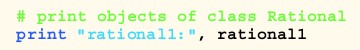 # print objects of class Rational
print "rational1:", rational1